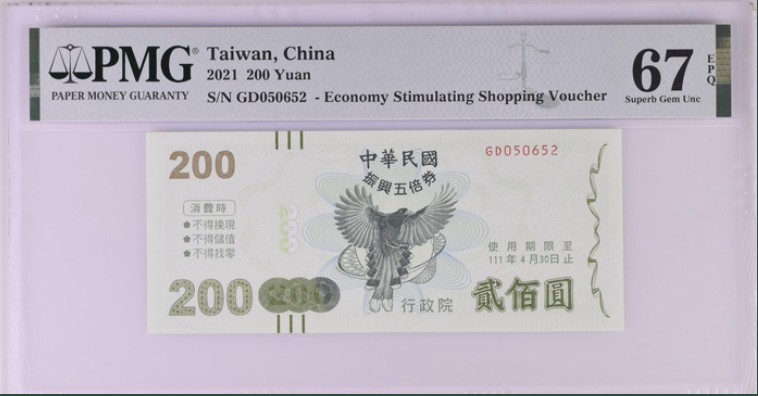 PMG®
PAPER MONEY GUARANTY
Taiwan, China
2021 200 Yuan
S/N GD050652 - Economy Stimulating Shopping Voucher
67
EPQ
Superb Gem Unc
200
中華民國
振興五倍券
GD050652
消費時
不得換現
不得儲值
不得找零
使用期限至
111年4月30日止
200
200
行政院
貳佰圓